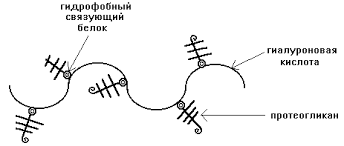 гидрофобный
связующий
белок
гиалуроновая
кислота
протеогликан